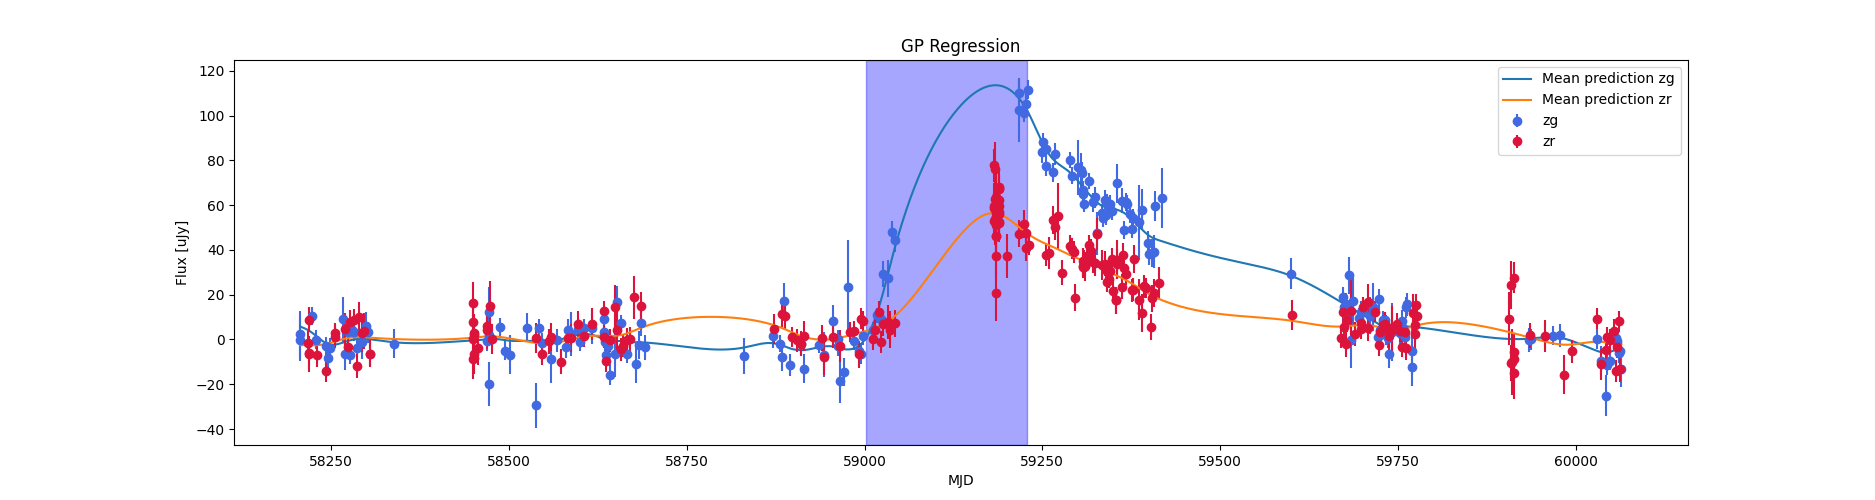 GP Regression
120
100
80
60
40
20
0
−20
−40
Flux [uJy]
58250
58500
58750
59000
59250
59500
59750
60000
MJD
Mean prediction zg
Mean prediction zr
zg
zr